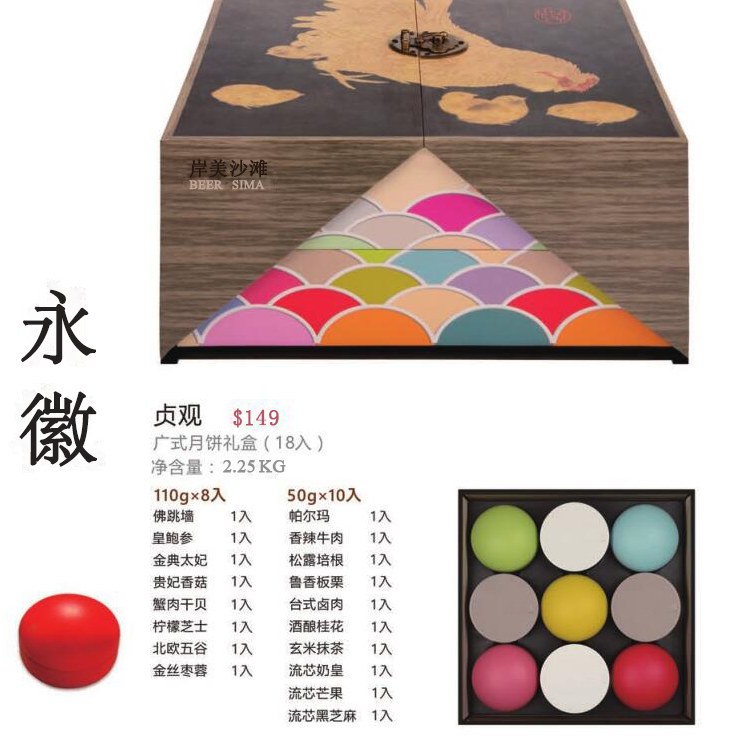 岸美沙滩
BEER SIMA
永徽
贞观 $149
广式月饼礼盒（18入）
净含量：2.25KG
110g×8入 50g×10入
佛跳墙 1入 帕尔玛 1入
皇鲍参 1入 香辣牛肉 1入
金典太妃 1入 松露培根 1入
贵妃香菇 1入 鲁香板栗 1入
蟹肉干贝 1入 台式卤肉 1入
柠檬芝士 1入 酒酿桂花 1入
北欧五谷 1入 玄米抹茶 1入
金丝枣蓉 1入 流芯奶皇 1入
流芯芒果 1入
流芯黑芝麻 1入